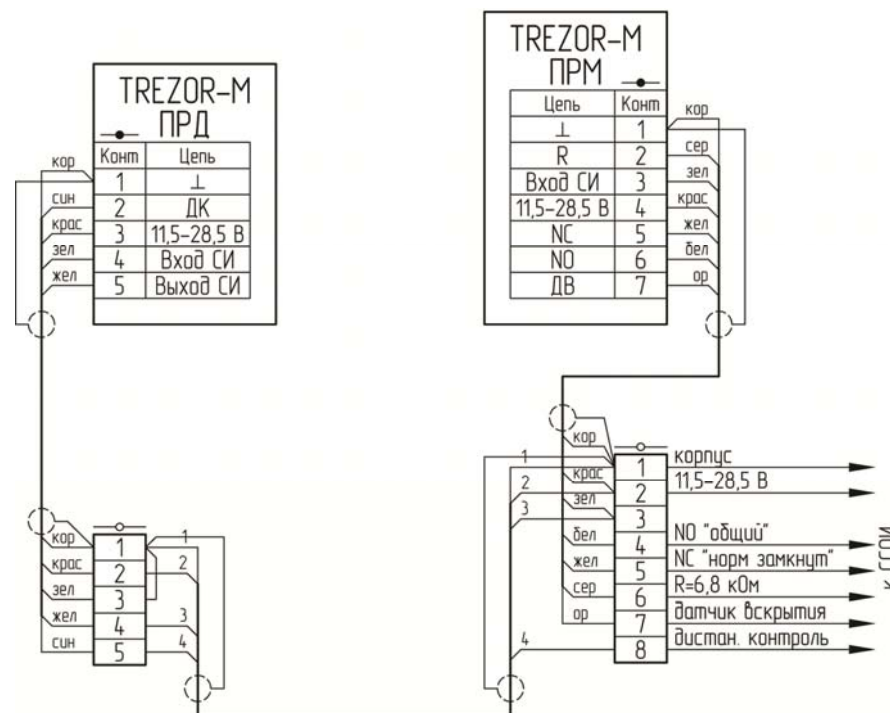 TREZOR-M
ПРД
Конт Цепь
кор 1 ⊥
син 2 ДК
крас 3 11,5-28,5 В
зел 4 Вход СИ
жел 5 Выход СИ
TREZOR-M
ПРМ
Цепь Конт
⊥ 1 кор
R 2 сер
Вход СИ 3 зел
11,5-28,5 В 4 крас
NC 5 жел
NO 6 бел
ДВ 7 ор
кор 1 1
крас 2 2
зел 3
жел 4 3
син 5 4
1 кор 1 корпус
2 крас 2 11,5-28,5 В
3 зел 3
бел 4 NO "общий"
жел 5 NC "норм замкнут"
сер 6 R=6,8 кОм
ор 7 датчик вскрытия
4 8 дистан. контроль
к ССОИ